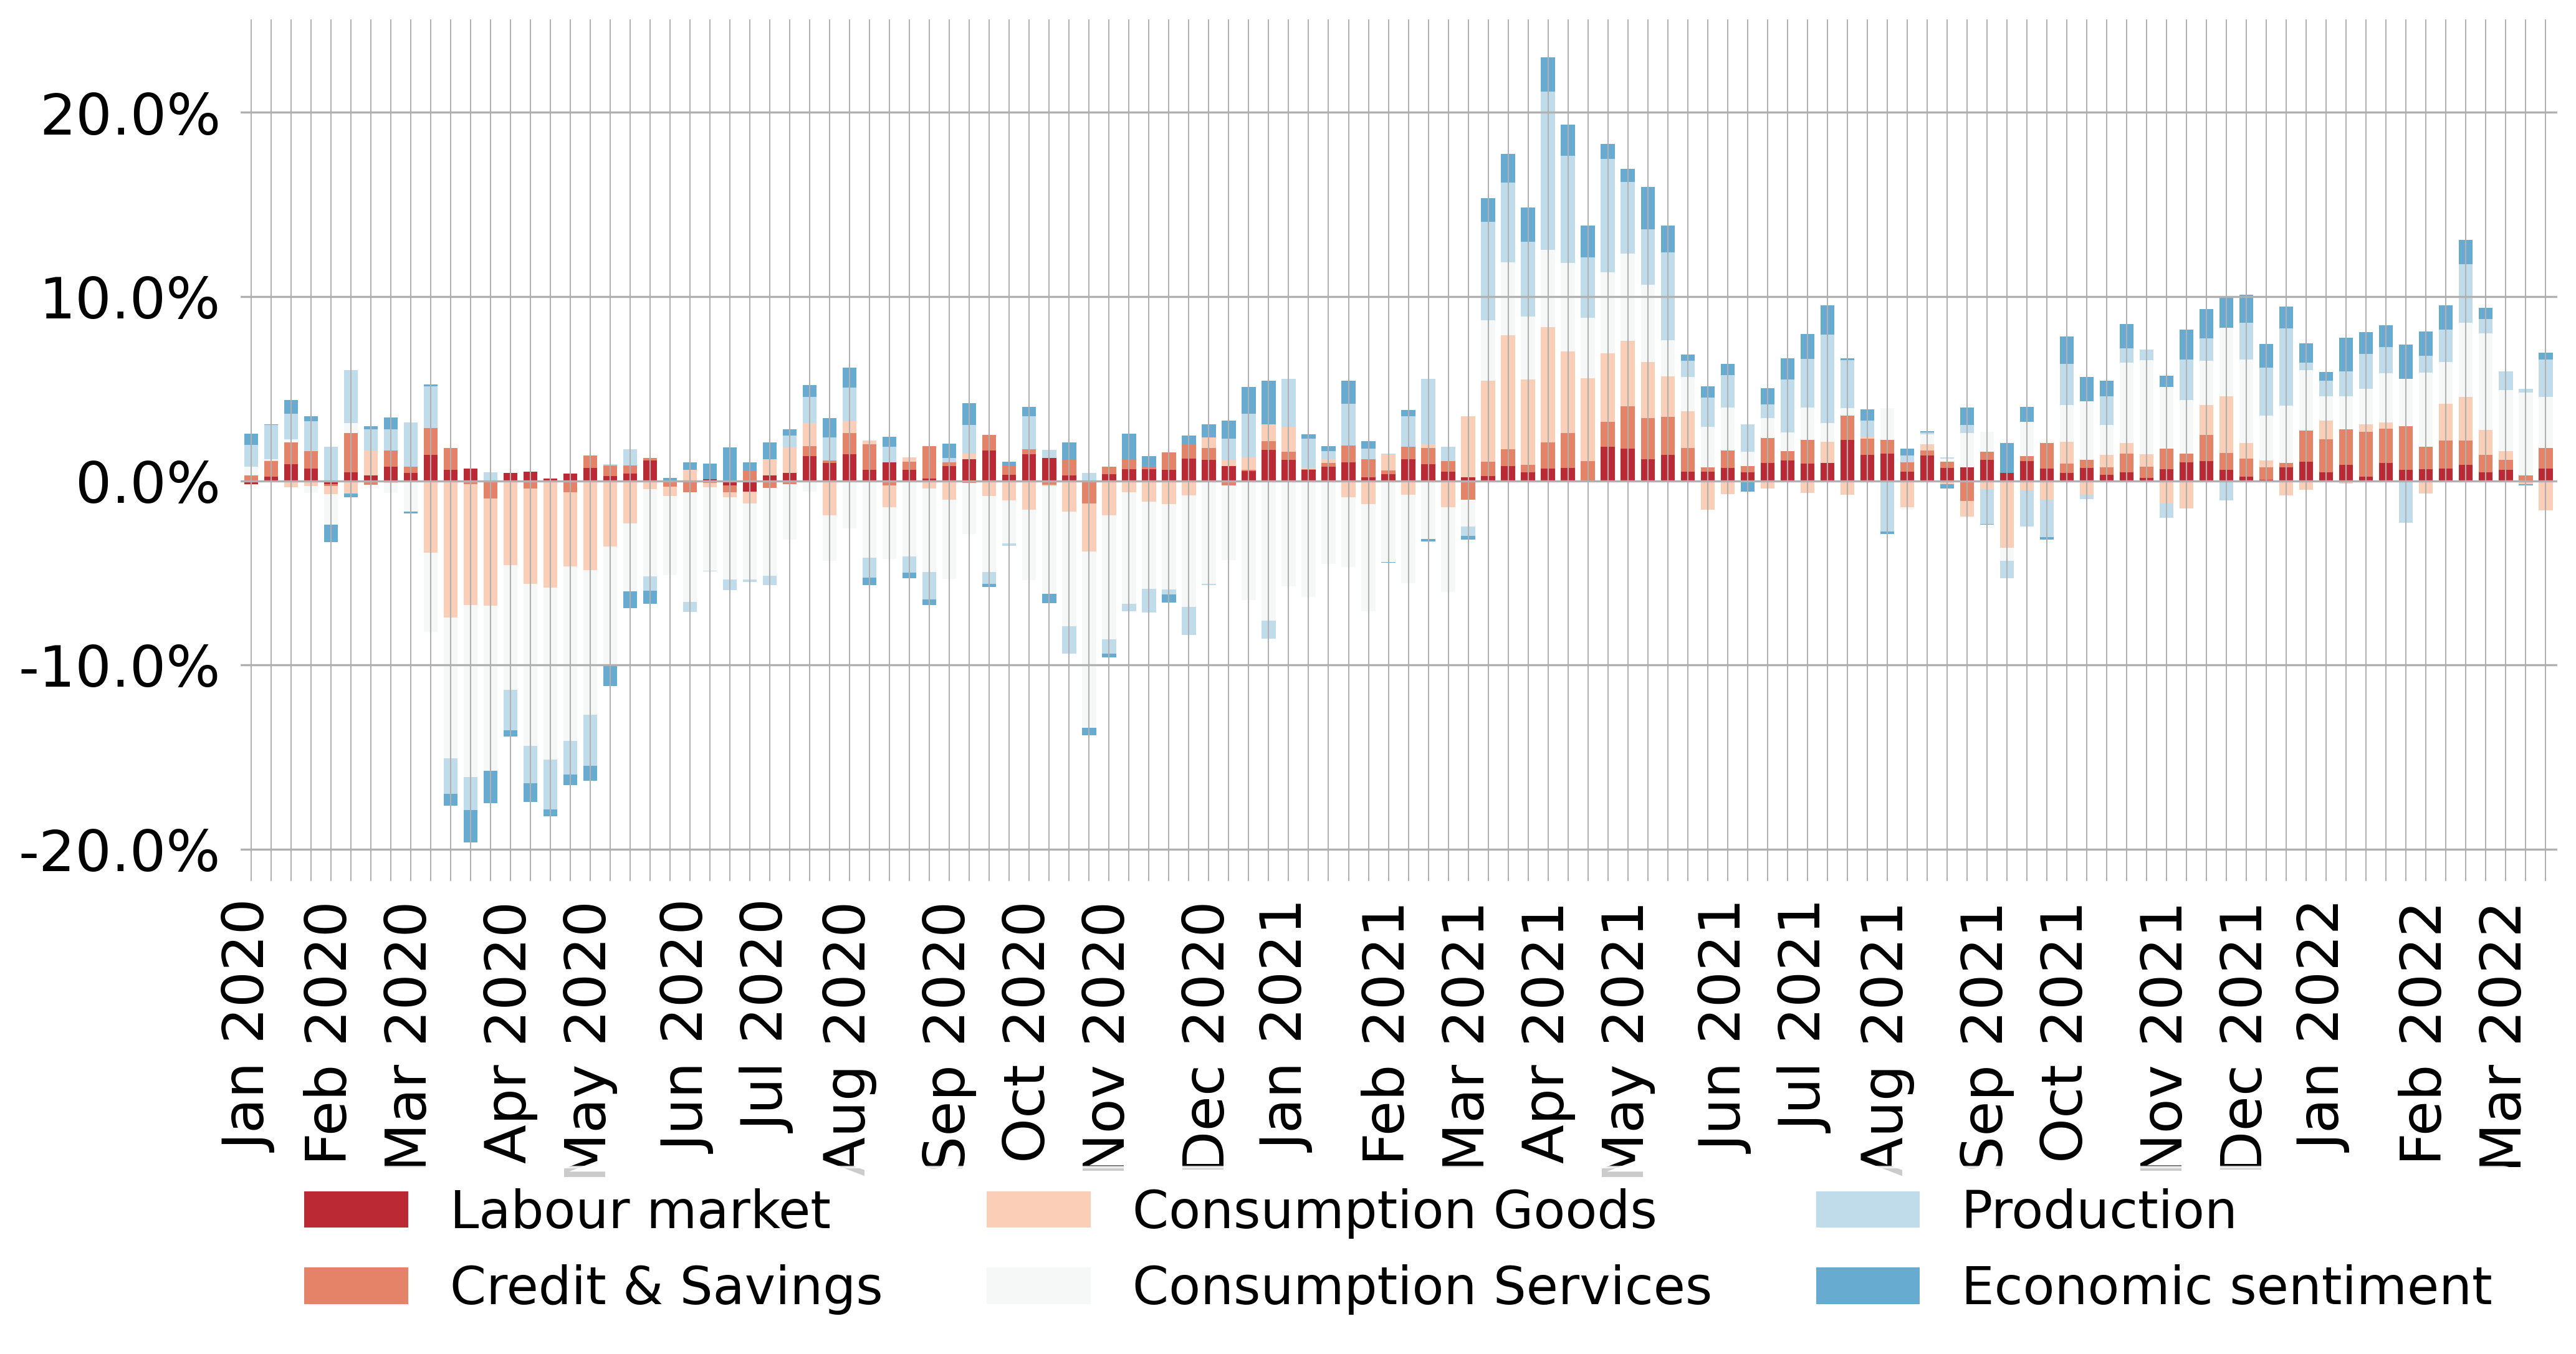 20.0%
10.0%
0.0%
-10.0%
-20.0%
Jan 2020
Feb 2020
Mar 2020
Apr 2020
May 2020
Jun 2020
Jul 2020
Aug 2020
Sep 2020
Oct 2020
Nov 2020
Dec 2020
Jan 2021
Feb 2021
Mar 2021
Apr 2021
May 2021
Jun 2021
Jul 2021
Aug 2021
Sep 2021
Oct 2021
Nov 2021
Dec 2021
Jan 2022
Feb 2022
Mar 2022
Labour market
Consumption Goods
Production
Credit & Savings
Consumption Services
Economic sentiment